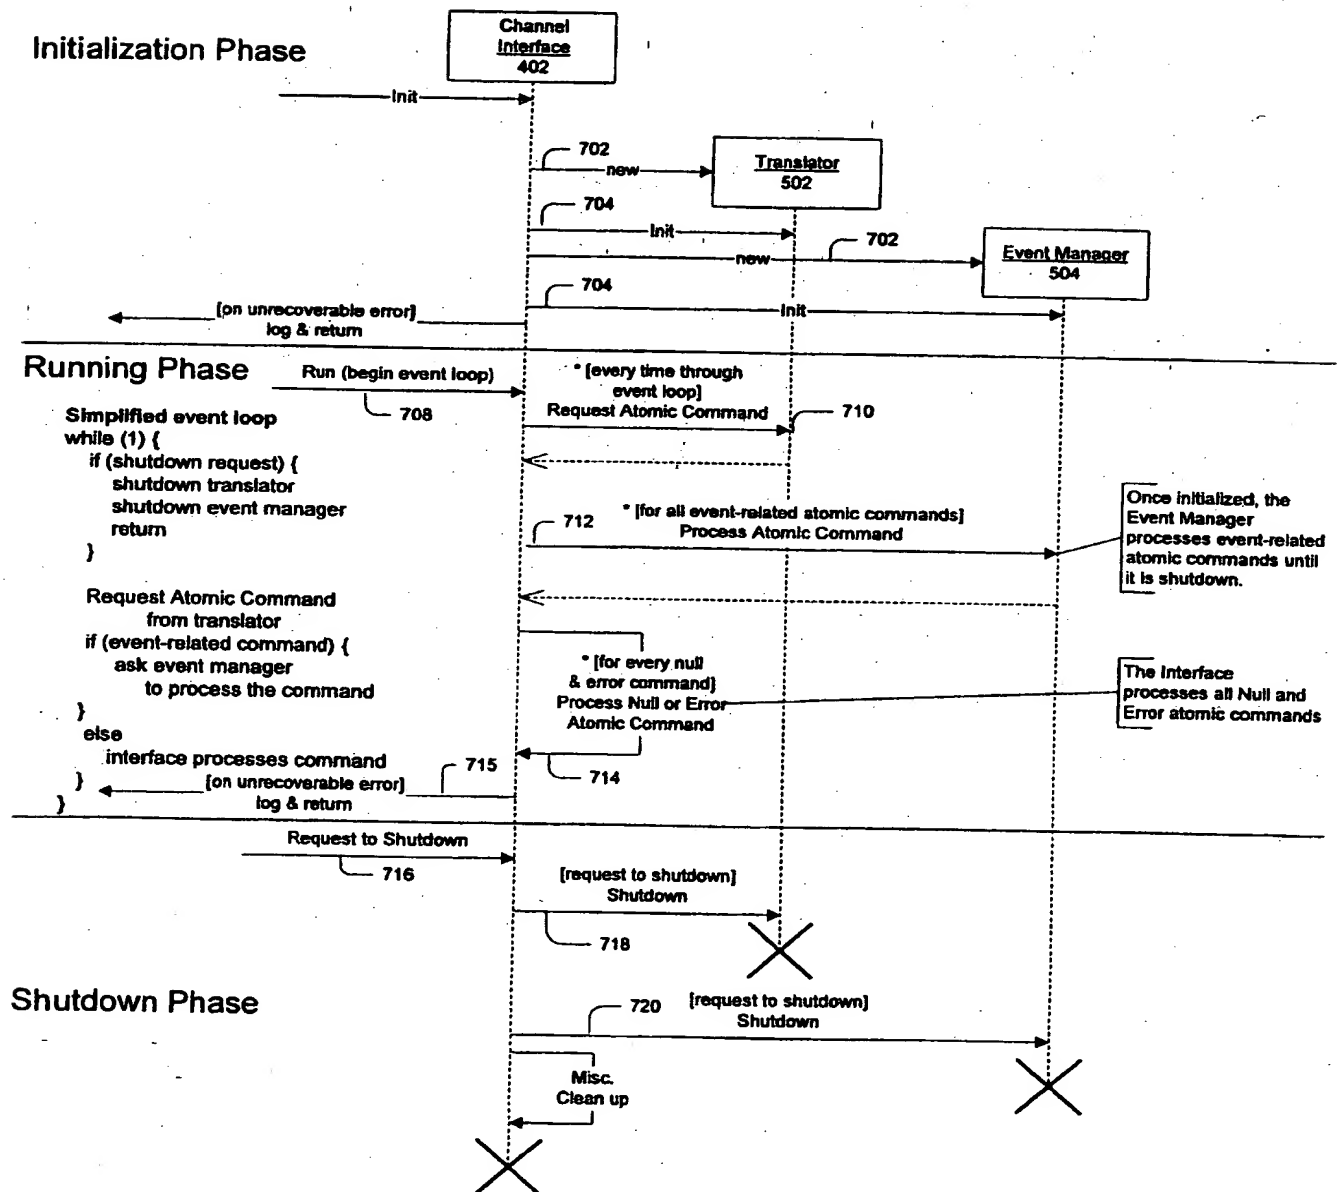 Channel
Interface
402
Initialization Phase
Init
702
new
Translator
502
704
Init
702
new
Event Manager
504
704
Init
[on unrecoverable error]
log & return
Running Phase
Run (begin event loop)
708
* [every time through
event loop]
Request Atomic Command
710
Simplified event loop
while (1) {
if (shutdown request) {
shutdown translator
shutdown event manager
return
}
Request Atomic Command
from translator
if (event-related command) {
ask event manager
to process the command
}
else
interface processes command
}
}
712
* [for all event-related atomic commands]
Process Atomic Command
Once initialized, the
Event Manager
processes event-related
atomic commands until
it is shutdown.
* [for every null
& error command]
Process Null or Error
Atomic Command
714
The Interface
processes all Null and
Error atomic commands
715
[on unrecoverable error]
log & return
Request to Shutdown
716
[request to shutdown]
Shutdown
718
Shutdown Phase
720
[request to shutdown]
Shutdown
Misc.
Clean up